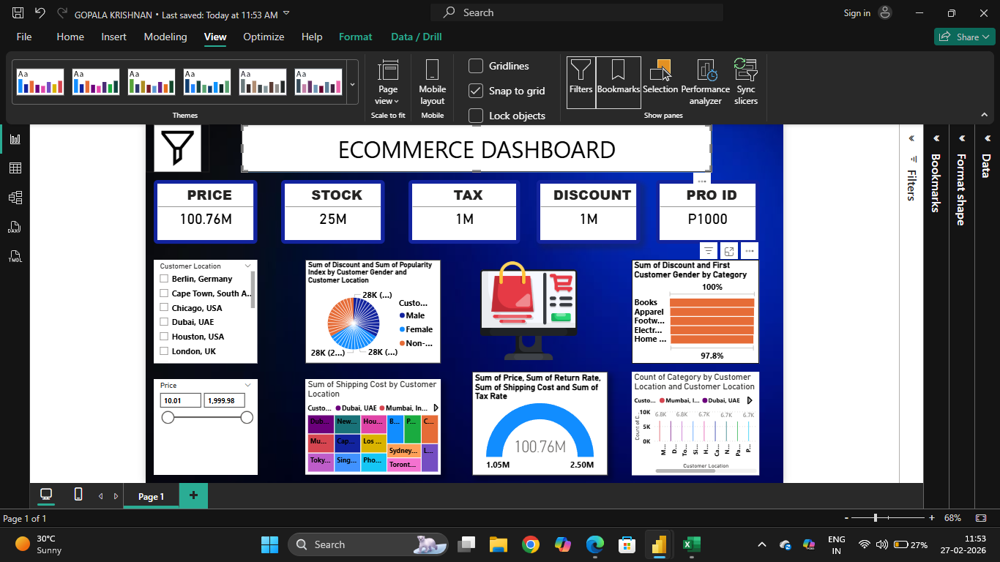 GOPALA KRISHNAN • Last saved: Today at 11:53 AM
Search
Sign in
File
Home
Insert
Modeling
View
Optimize
Help
Format
Data / Drill
Share
Aa
Aa
Aa
Aa
Aa
Aa
Themes
Page view
Scale to fit
Mobile layout
Mobile
Gridlines
Snap to grid
Lock objects
Filters
Bookmarks
Selection
Performance analyzer
Sync slicers
Show panes
ECOMMERCE DASHBOARD
PRICE
100.76M
STOCK
25M
TAX
1M
DISCOUNT
1M
PRO ID
P1000
Filters
Bookmarks
Format shape
Data
DAX
TMDL
Customer Location
Berlin, Germany
Cape Town, South A...
Chicago, USA
Dubai, UAE
Houston, USA
London, UK
Sum of Discount and Sum of Popularity
Index by Customer Gender and
Customer Location
28K (...)
28K (2...)
28K (...)
Custo...
Male
Female
Non-...
Sum of Discount and First
Customer Gender by Category
100%
Books
Apparel
Footw...
Electr...
Home ...
97.8%
Price
10.01
1,999.98
Sum of Shipping Cost by Customer
Location
Custo...
Dubai, UAE
Mumbai, In...
Dub...
New...
Hou...
B...
P...
C...
Mu...
Cap...
Los ...
Sydney...
L...
Toky...
Sing...
Pho...
Toront...
Sum of Price, Sum of Return Rate,
Sum of Shipping Cost and Sum of
Tax Rate
100.76M
1.05M
2.50M
Count of Category by Customer
Location and Customer Location
Custo...
Mumbai, I...
Dubai, UAE
Count of C...
10K
5K
0K
6.8K
6.8K
6.7K
6.7K
6.7K
M...
D...
To...
Si...
H...
Ca...
N...
Pa...
P...
Customer Location
Page 1
+
Page 1 of 1
-
+
68%
30°C
Sunny
Search
ENG
IN
27%
11:53
27-02-2026